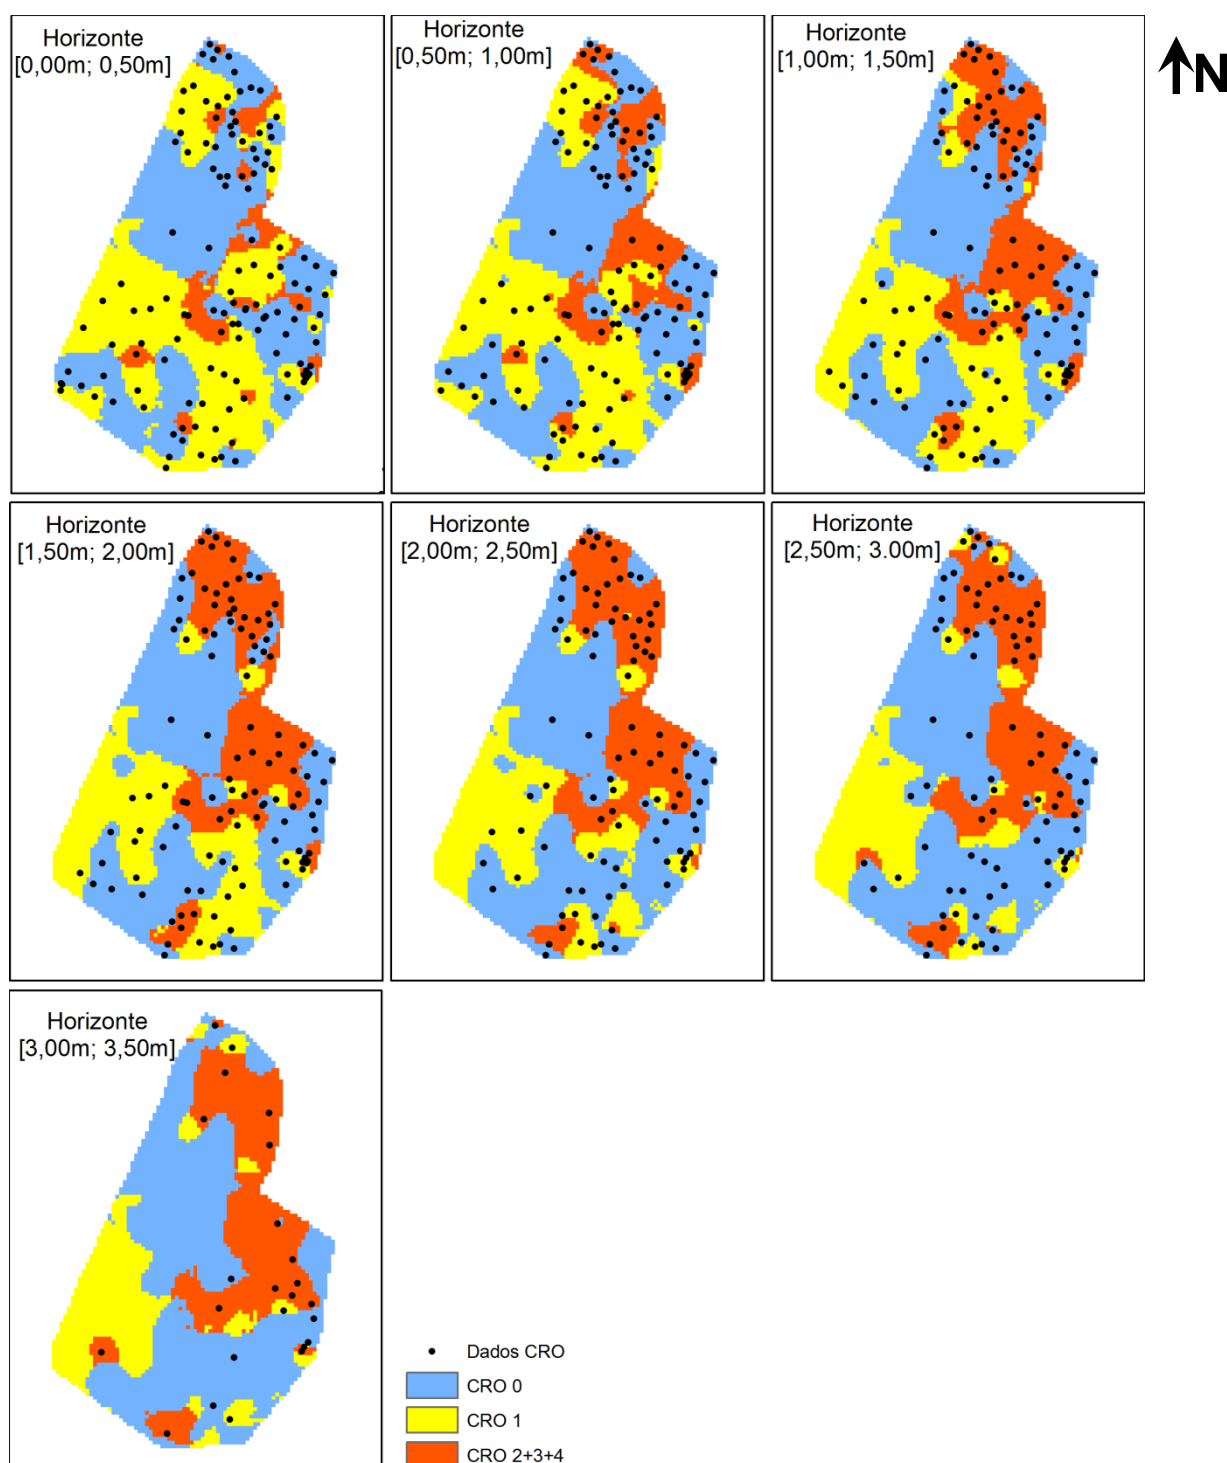 Horizonte
[0,00m; 0,50m]
Horizonte
[0,50m; 1,00m]
Horizonte
[1,00m; 1,50m]
N
Horizonte
[1,50m; 2,00m]
Horizonte
[2,00m; 2,50m]
Horizonte
[2,50m; 3.00m]
Horizonte
[3,00m; 3,50m]
Dados CRO
CRO 0
CRO 1
CRO 2+3+4